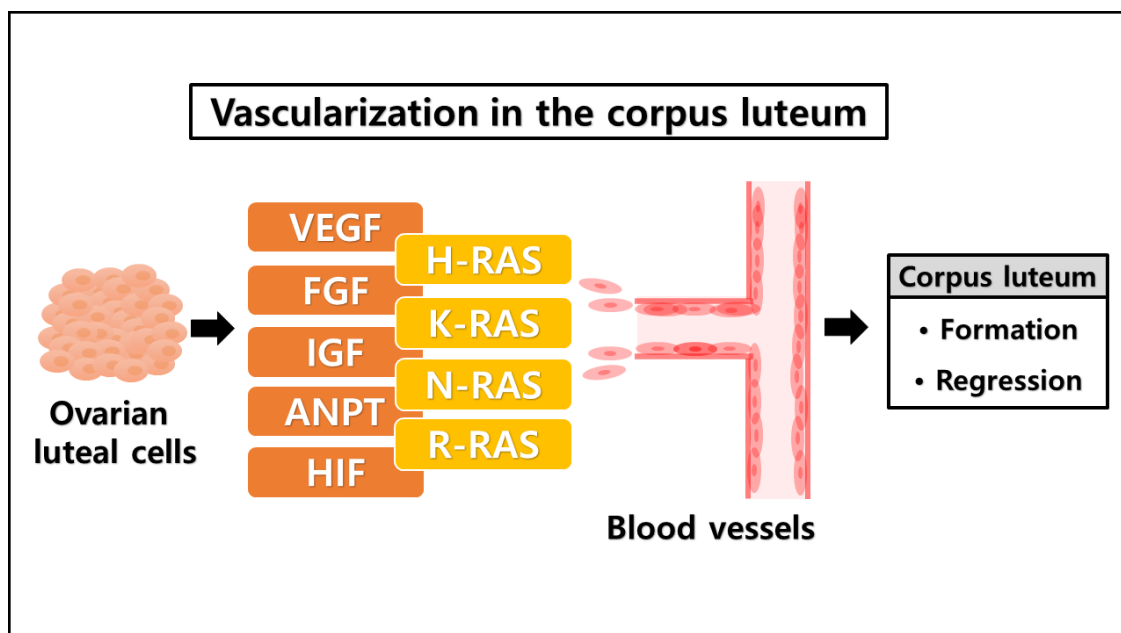 Vascularization in the corpus luteum
VEGF
H-RAS
FGF
K-RAS
IGF
N-RAS
ANPT
R-RAS
HIF
Ovarian
luteal cells
Blood vessels
Corpus luteum
• Formation
• Regression